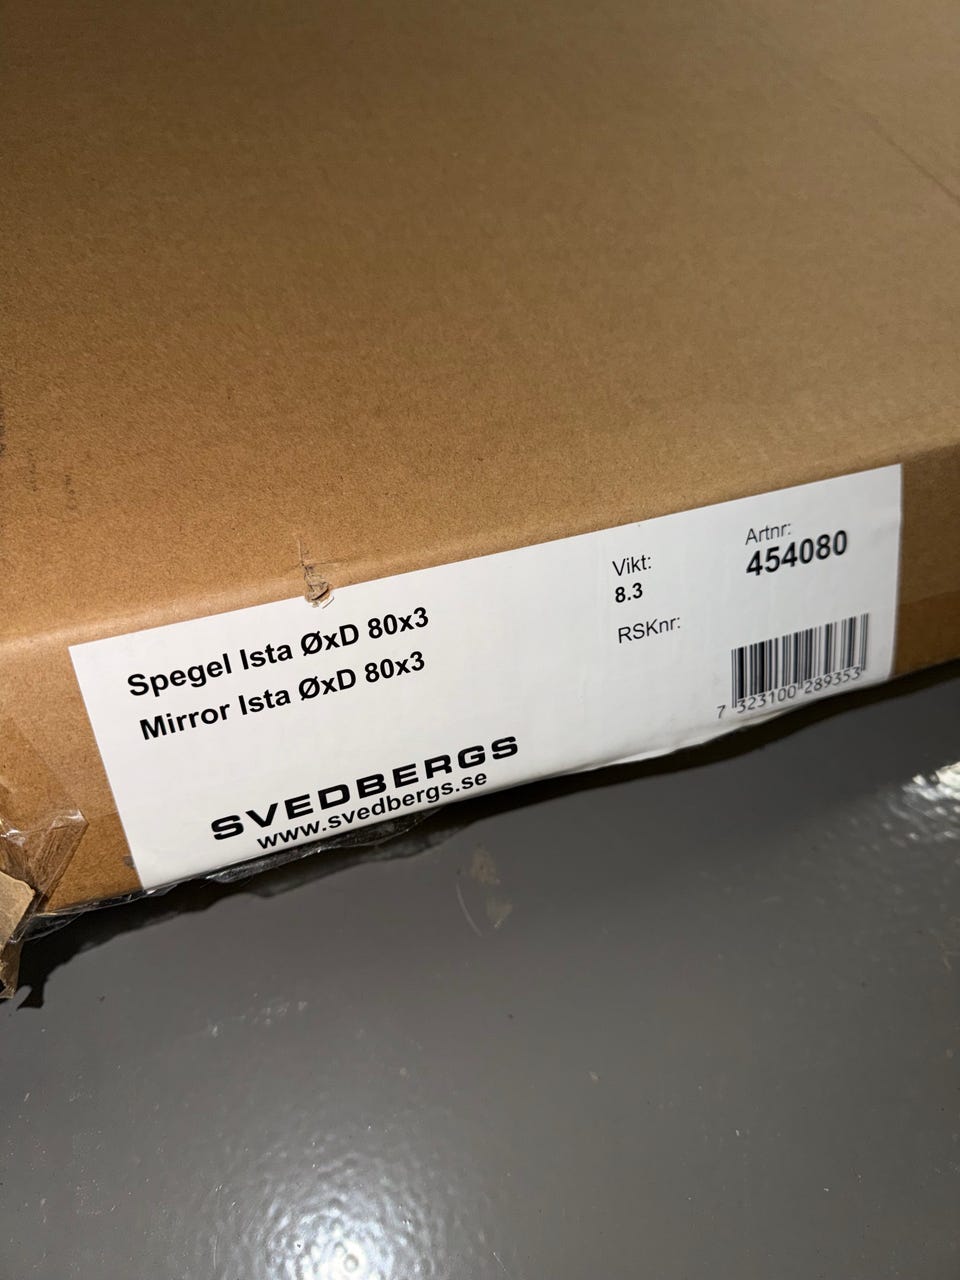 Spegel Ista ØxD 80x3
Mirror Ista ØxD 80x3
SVEDBERGS
www.svedbergs.se
Vikt:
8.3
RSKnr:
Artnr:
454080
7 323100 289353